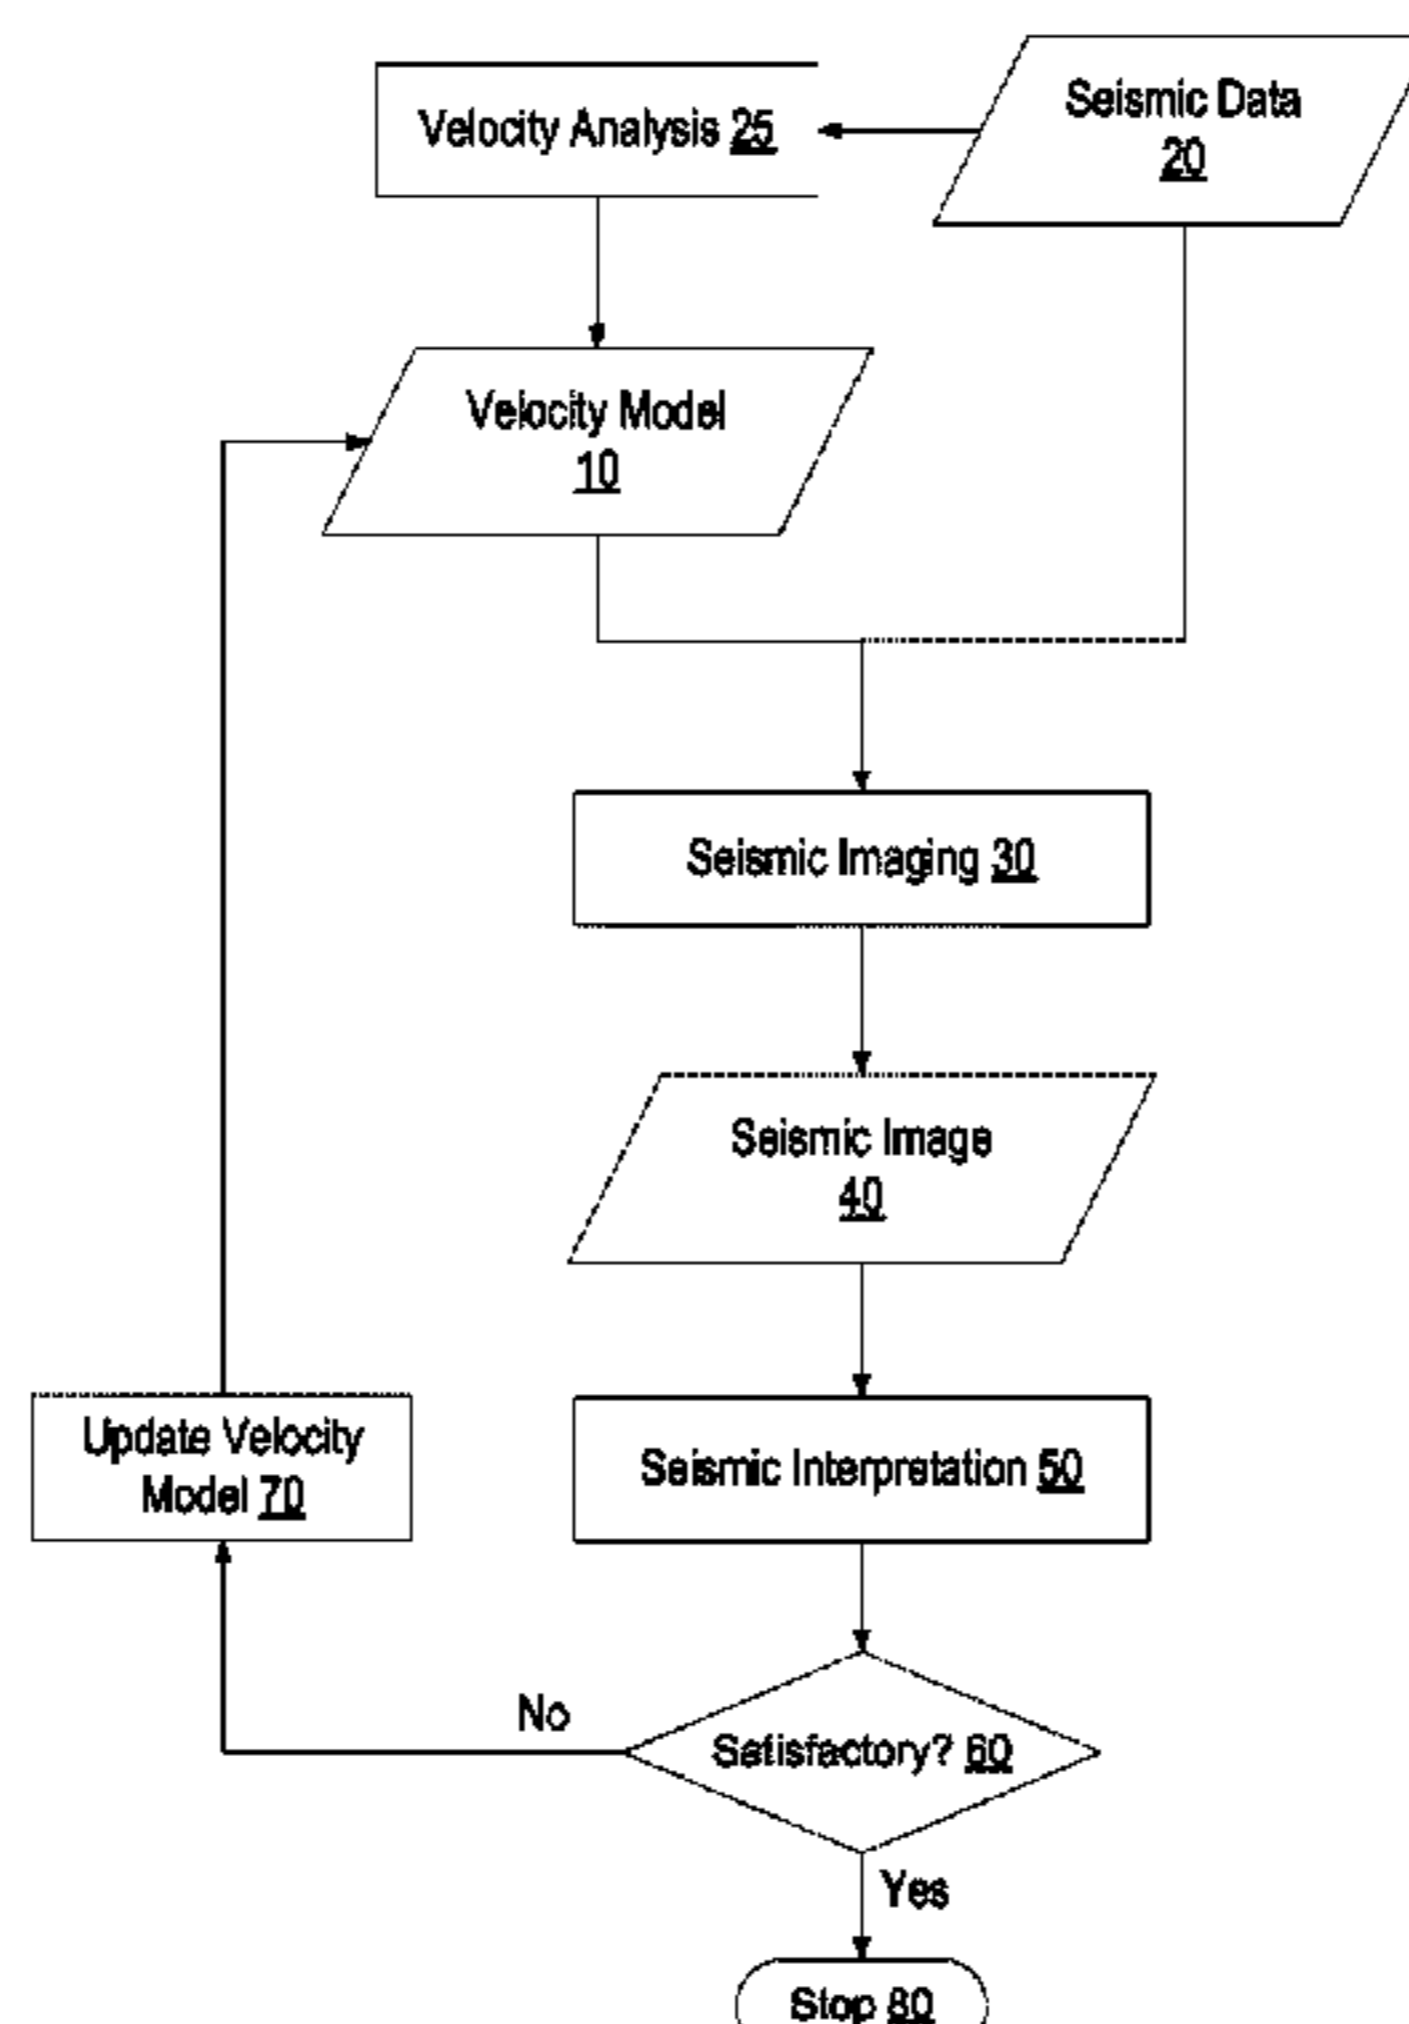 Velocity Analysis 25
Seismic Data
20
Velocity Model
10
Seismic Imaging 30
Seismic Image
40
Update Velocity
Model 70
Seismic Interpretation 50
No
Satisfactory? 60
Yes
Stop 80